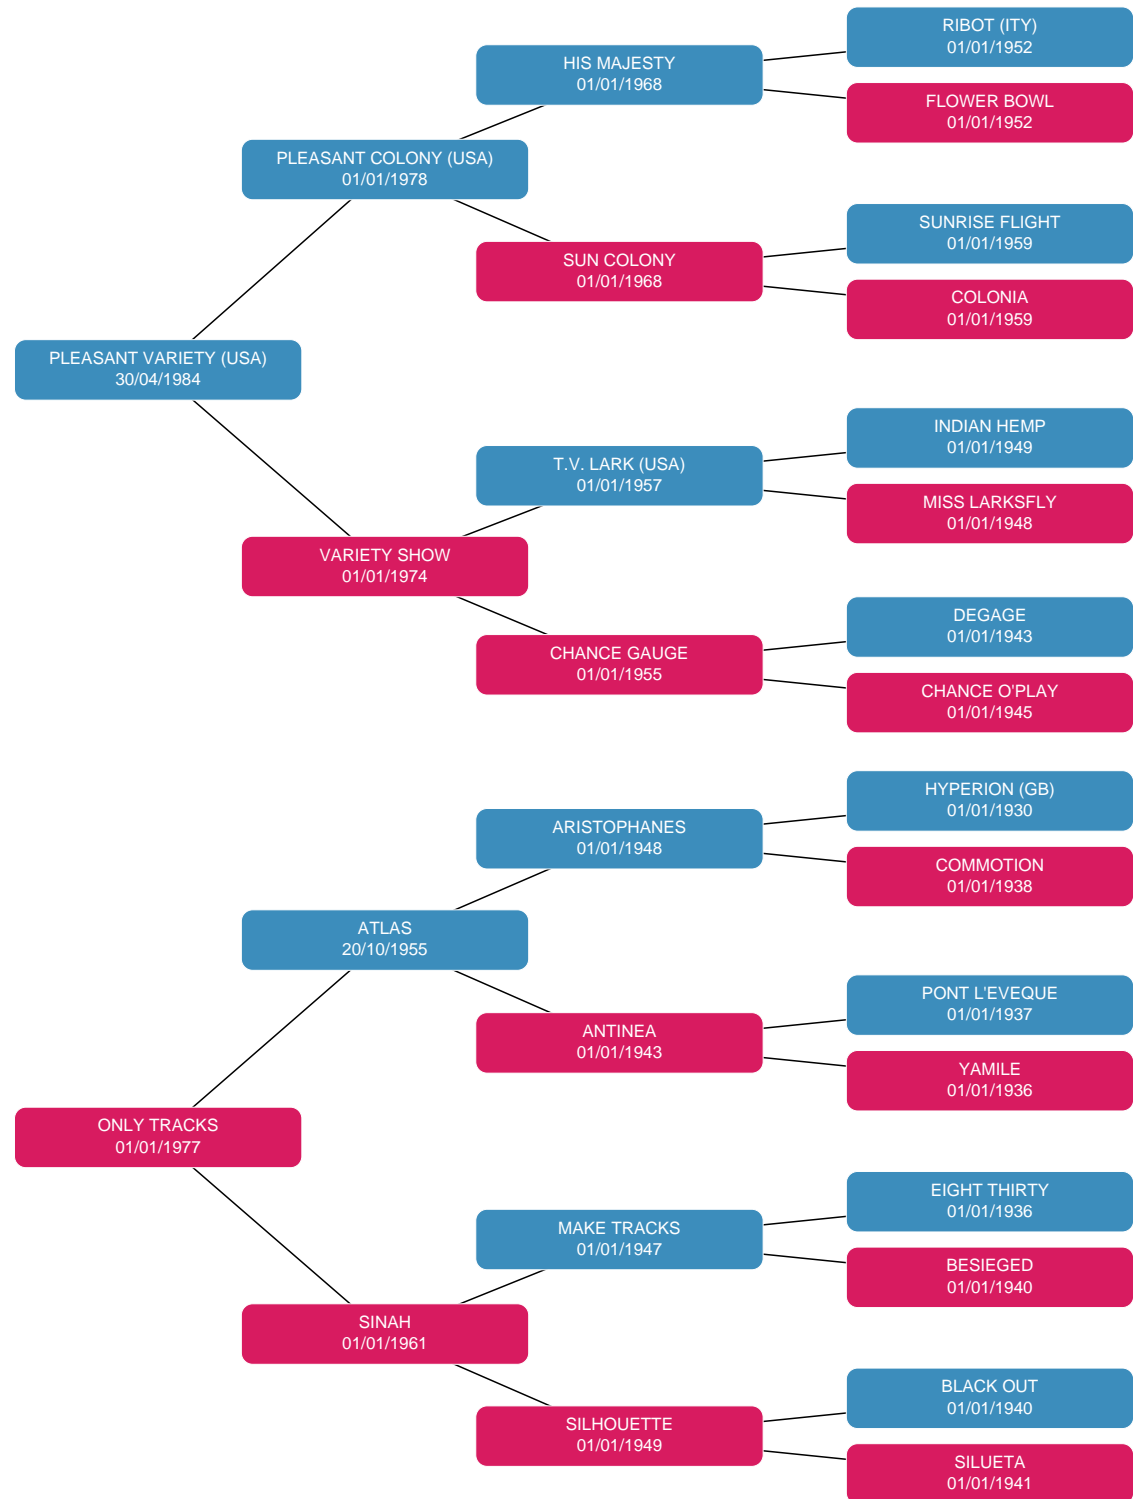 RIBOT (ITY)
01/01/1952
HIS MAJESTY
01/01/1968
FLOWER BOWL
01/01/1952
PLEASANT COLONY (USA)
01/01/1978
SUNRISE FLIGHT
01/01/1959
SUN COLONY
01/01/1968
COLONIA
01/01/1959
PLEASANT VARIETY (USA)
30/04/1984
INDIAN HEMP
01/01/1949
T.V. LARK (USA)
01/01/1957
MISS LARKSFLY
01/01/1948
VARIETY SHOW
01/01/1974
DEGAGE
01/01/1943
CHANCE GAUGE
01/01/1955
CHANCE O'PLAY
01/01/1945
HYPERION (GB)
01/01/1930
ARISTOPHANES
01/01/1948
COMMOTION
01/01/1938
ATLAS
20/10/1955
PONT L'EVEQUE
01/01/1937
ANTINEA
01/01/1943
YAMILE
01/01/1936
ONLY TRACKS
01/01/1977
EIGHT THIRTY
01/01/1936
MAKE TRACKS
01/01/1947
BESIEGED
01/01/1940
SINAH
01/01/1961
BLACK OUT
01/01/1940
SILHOUETTE
01/01/1949
SILUETA
01/01/1941